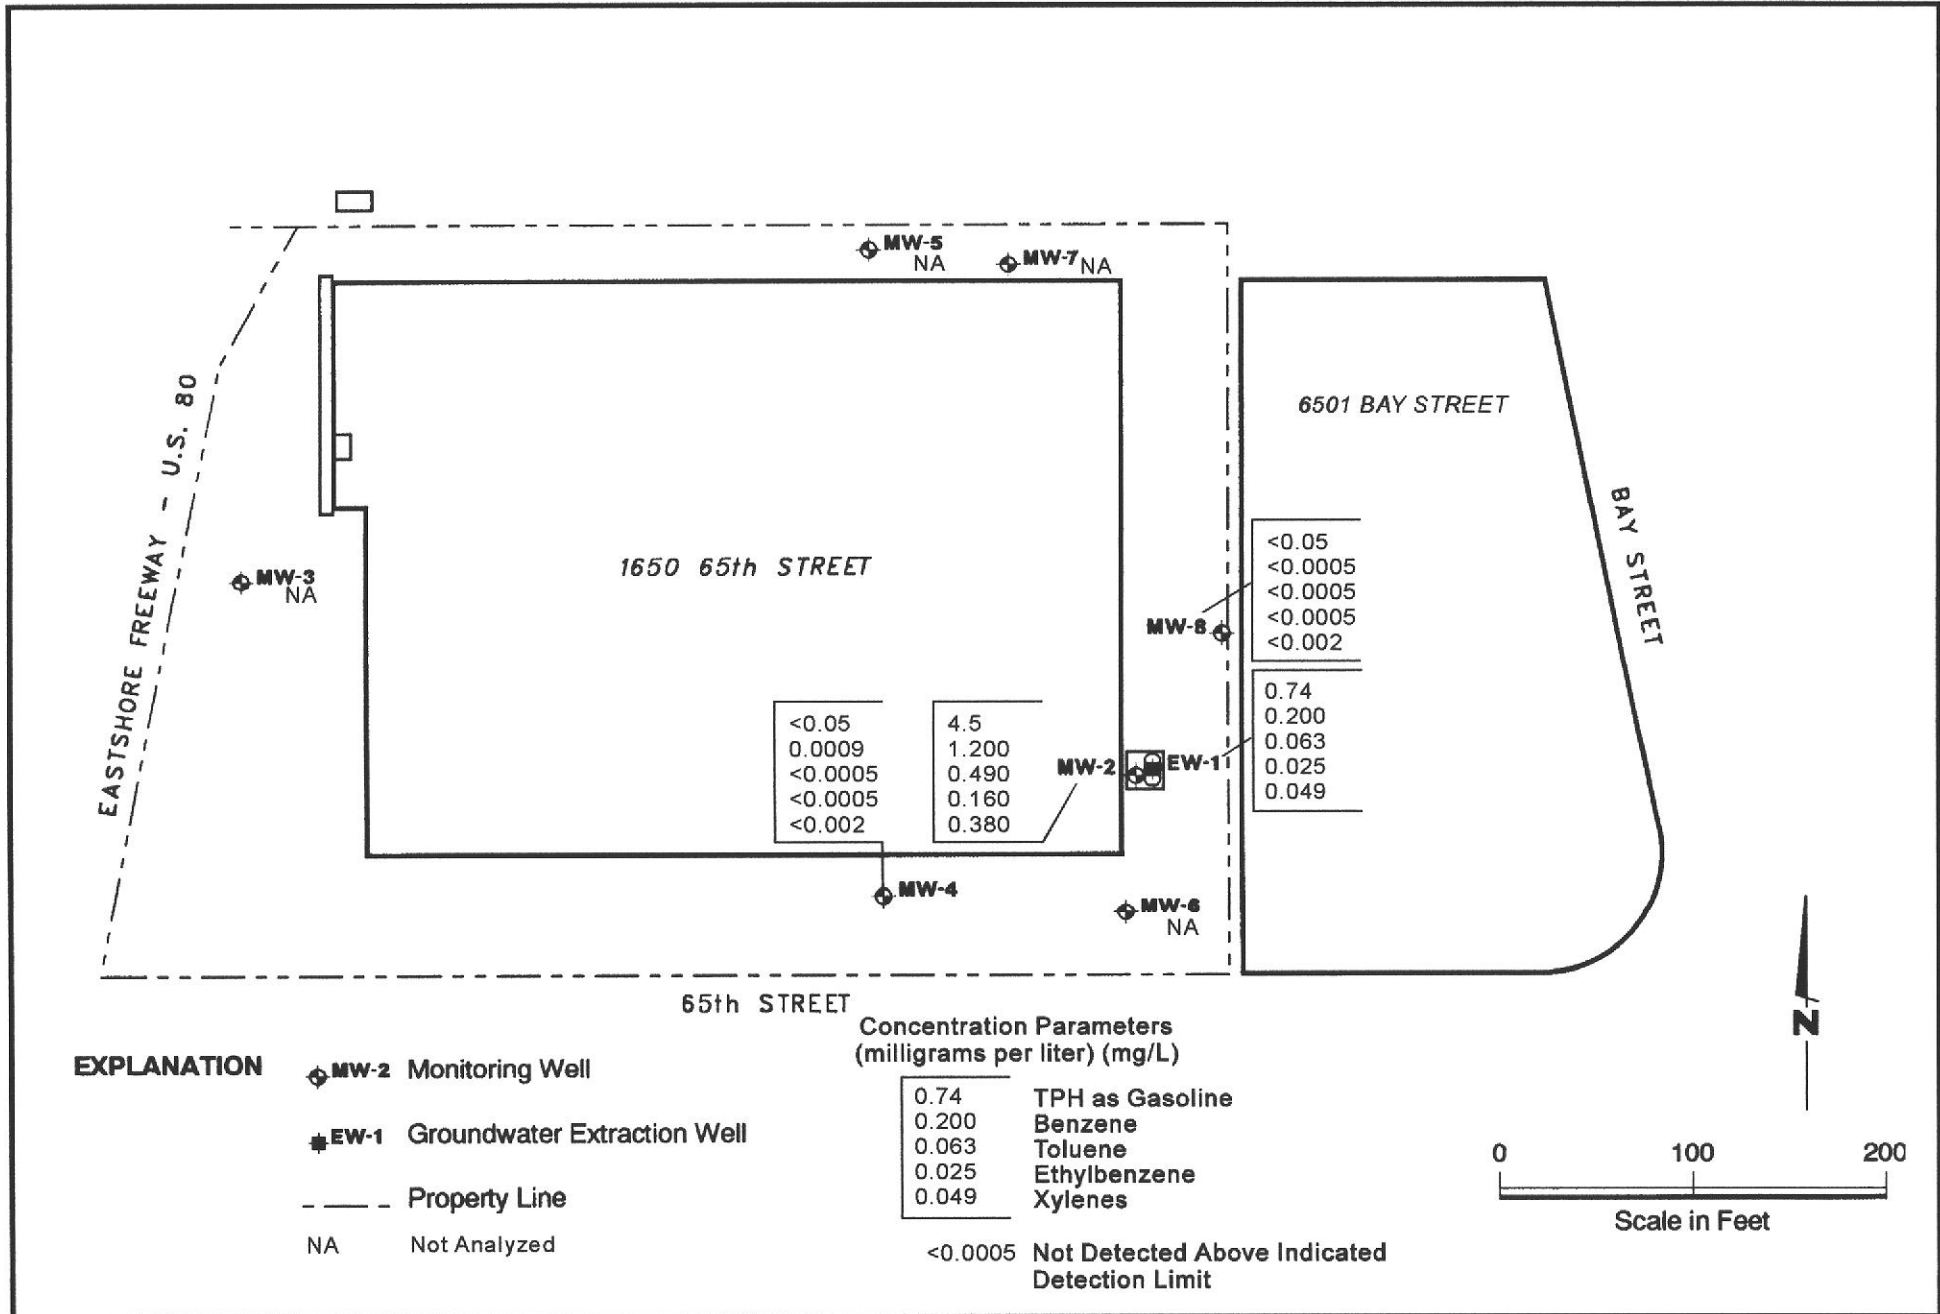 MW-5
NA
MW-7 NA
6501 BAY STREET
EASTSHORE FREEWAY - U.S. 80
BAY STREET
1650 65th STREET
MW-3
NA
<0.05
<0.0005
<0.0005
<0.0005
<0.002
MW-8
0.74
0.200
0.063
0.025
0.049
<0.05
0.0009
<0.0005
<0.0005
<0.002
4.5
1.200
0.490
0.160
0.380
MW-2
EW-1
MW-4
MW-6
NA
65th STREET
EXPLANATION
MW-2 Monitoring Well
EW-1 Groundwater Extraction Well
Property Line
NA Not Analyzed
Concentration Parameters
(milligrams per liter) (mg/L)
0.74 TPH as Gasoline
0.200 Benzene
0.063 Toluene
0.025 Ethylbenzene
0.049 Xylenes
<0.0005 Not Detected Above Indicated
Detection Limit
N
0 100 200
Scale in Feet